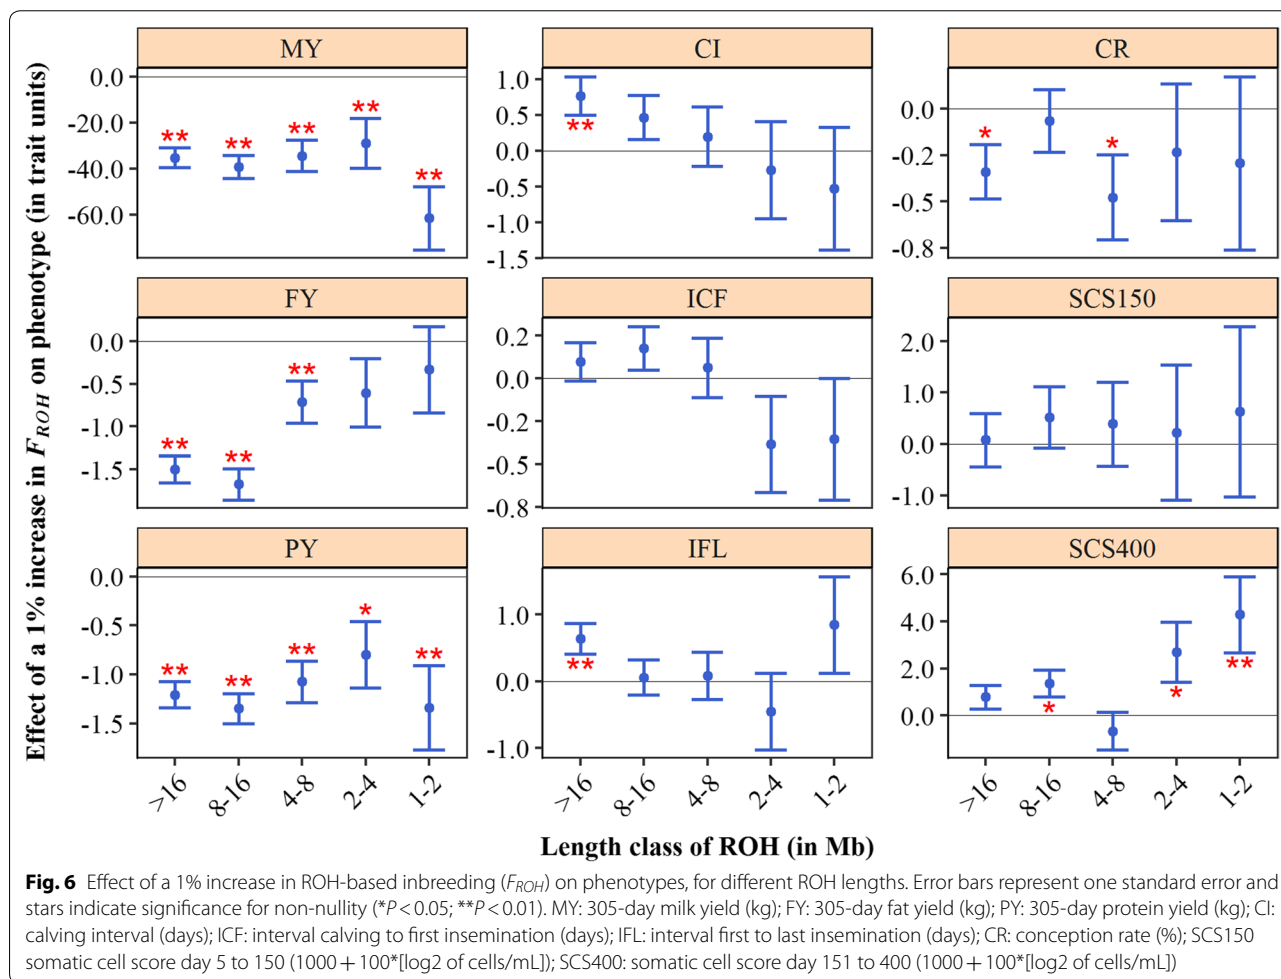 Effect of a 1% increase in F_ROH on phenotype (in trait units)
MY
0.0
-20.0
-40.0
-60.0
** ** ** ** **
CI
1.0
0.5
0.0
-0.5
-1.0
-1.5
**
CR
0.0
-0.2
-0.5
-0.8
* *
FY
0.0
-0.5
-1.0
-1.5
** ** **
ICF
0.2
0.0
-0.2
-0.5
-0.8
SCS150
2.0
1.0
0.0
-1.0
PY
0.0
-0.5
-1.0
-1.5
** ** ** * **
>16 8-16 4-8 2-4 1-2
IFL
1.0
0.0
-1.0
**
>16 8-16 4-8 2-4 1-2
SCS400
6.0
4.0
2.0
0.0
* * **
>16 8-16 4-8 2-4 1-2
Length class of ROH (in Mb)
Fig. 6 Effect of a 1% increase in ROH-based inbreeding (F_ROH) on phenotypes, for different ROH lengths. Error bars represent one standard error and
stars indicate significance for non-nullity (*P < 0.05; **P < 0.01). MY: 305-day milk yield (kg); FY: 305-day fat yield (kg); PY: 305-day protein yield (kg); CI:
calving interval (days); ICF: interval calving to first insemination (days); IFL: interval first to last insemination (days); CR: conception rate (%); SCS150
somatic cell score day 5 to 150 (1000 + 100*[log2 of cells/mL]); SCS400: somatic cell score day 151 to 400 (1000 + 100*[log2 of cells/mL])